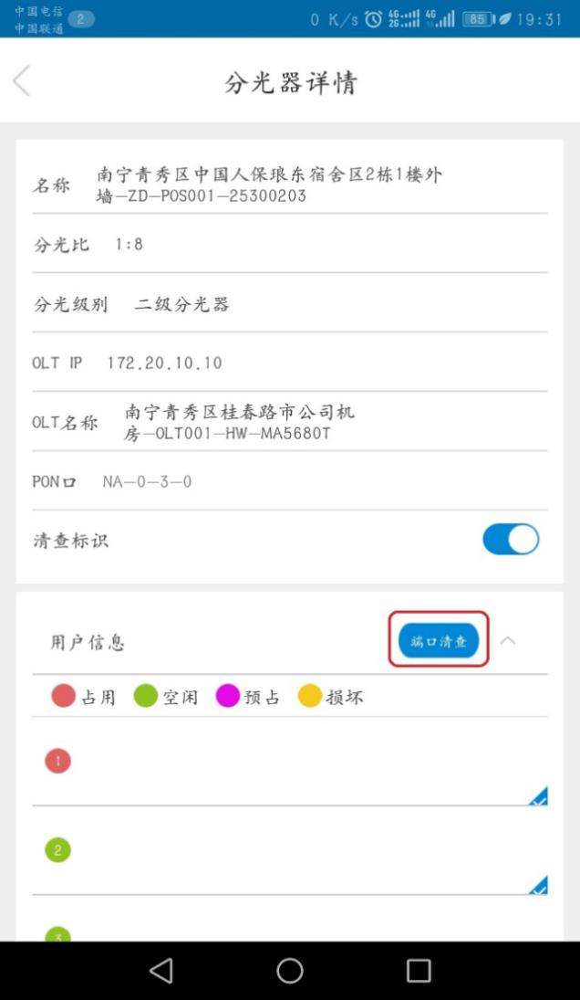 中国电信
中国联通
2
0 K/s 4G 2G 4G 85 19:31
分光器详情
名称 南宁青秀区中国人保琅东宿舍区2栋1楼外
墙-ZD-POS001-25300203
分光比 1:8
分光级别 二级分光器
OLT IP 172.20.10.10
OLT名称 南宁青秀区桂春路市公司机
房-OLT001-HW-MA5680T
PON口 NA-0-3-0
清查标识
用户信息 端口清查
占用 空闲 预占 损坏
1
2
3